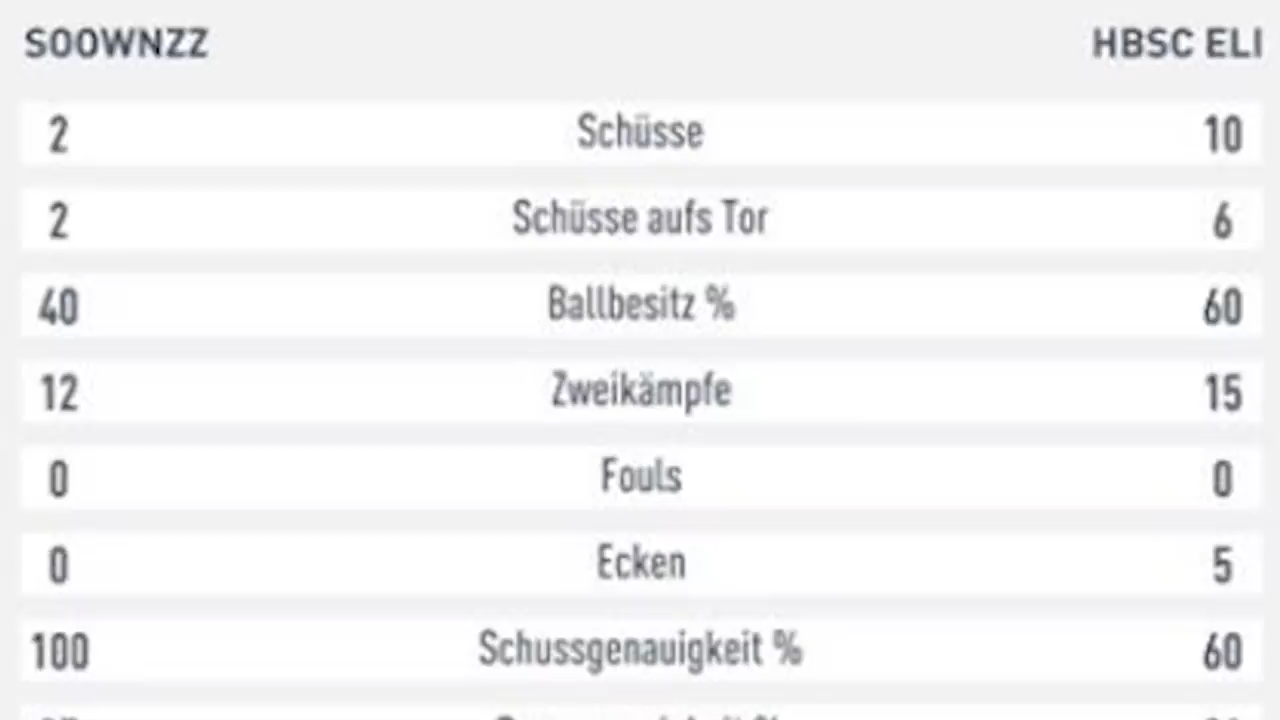 SOOWNZZ HBSC ELI
2 Schüsse 10
2 Schüsse aufs Tor 6
40 Ballbesitz % 60
12 Zweikämpfe 15
0 Fouls 0
0 Ecken 5
100 Schussgenauigkeit % 60